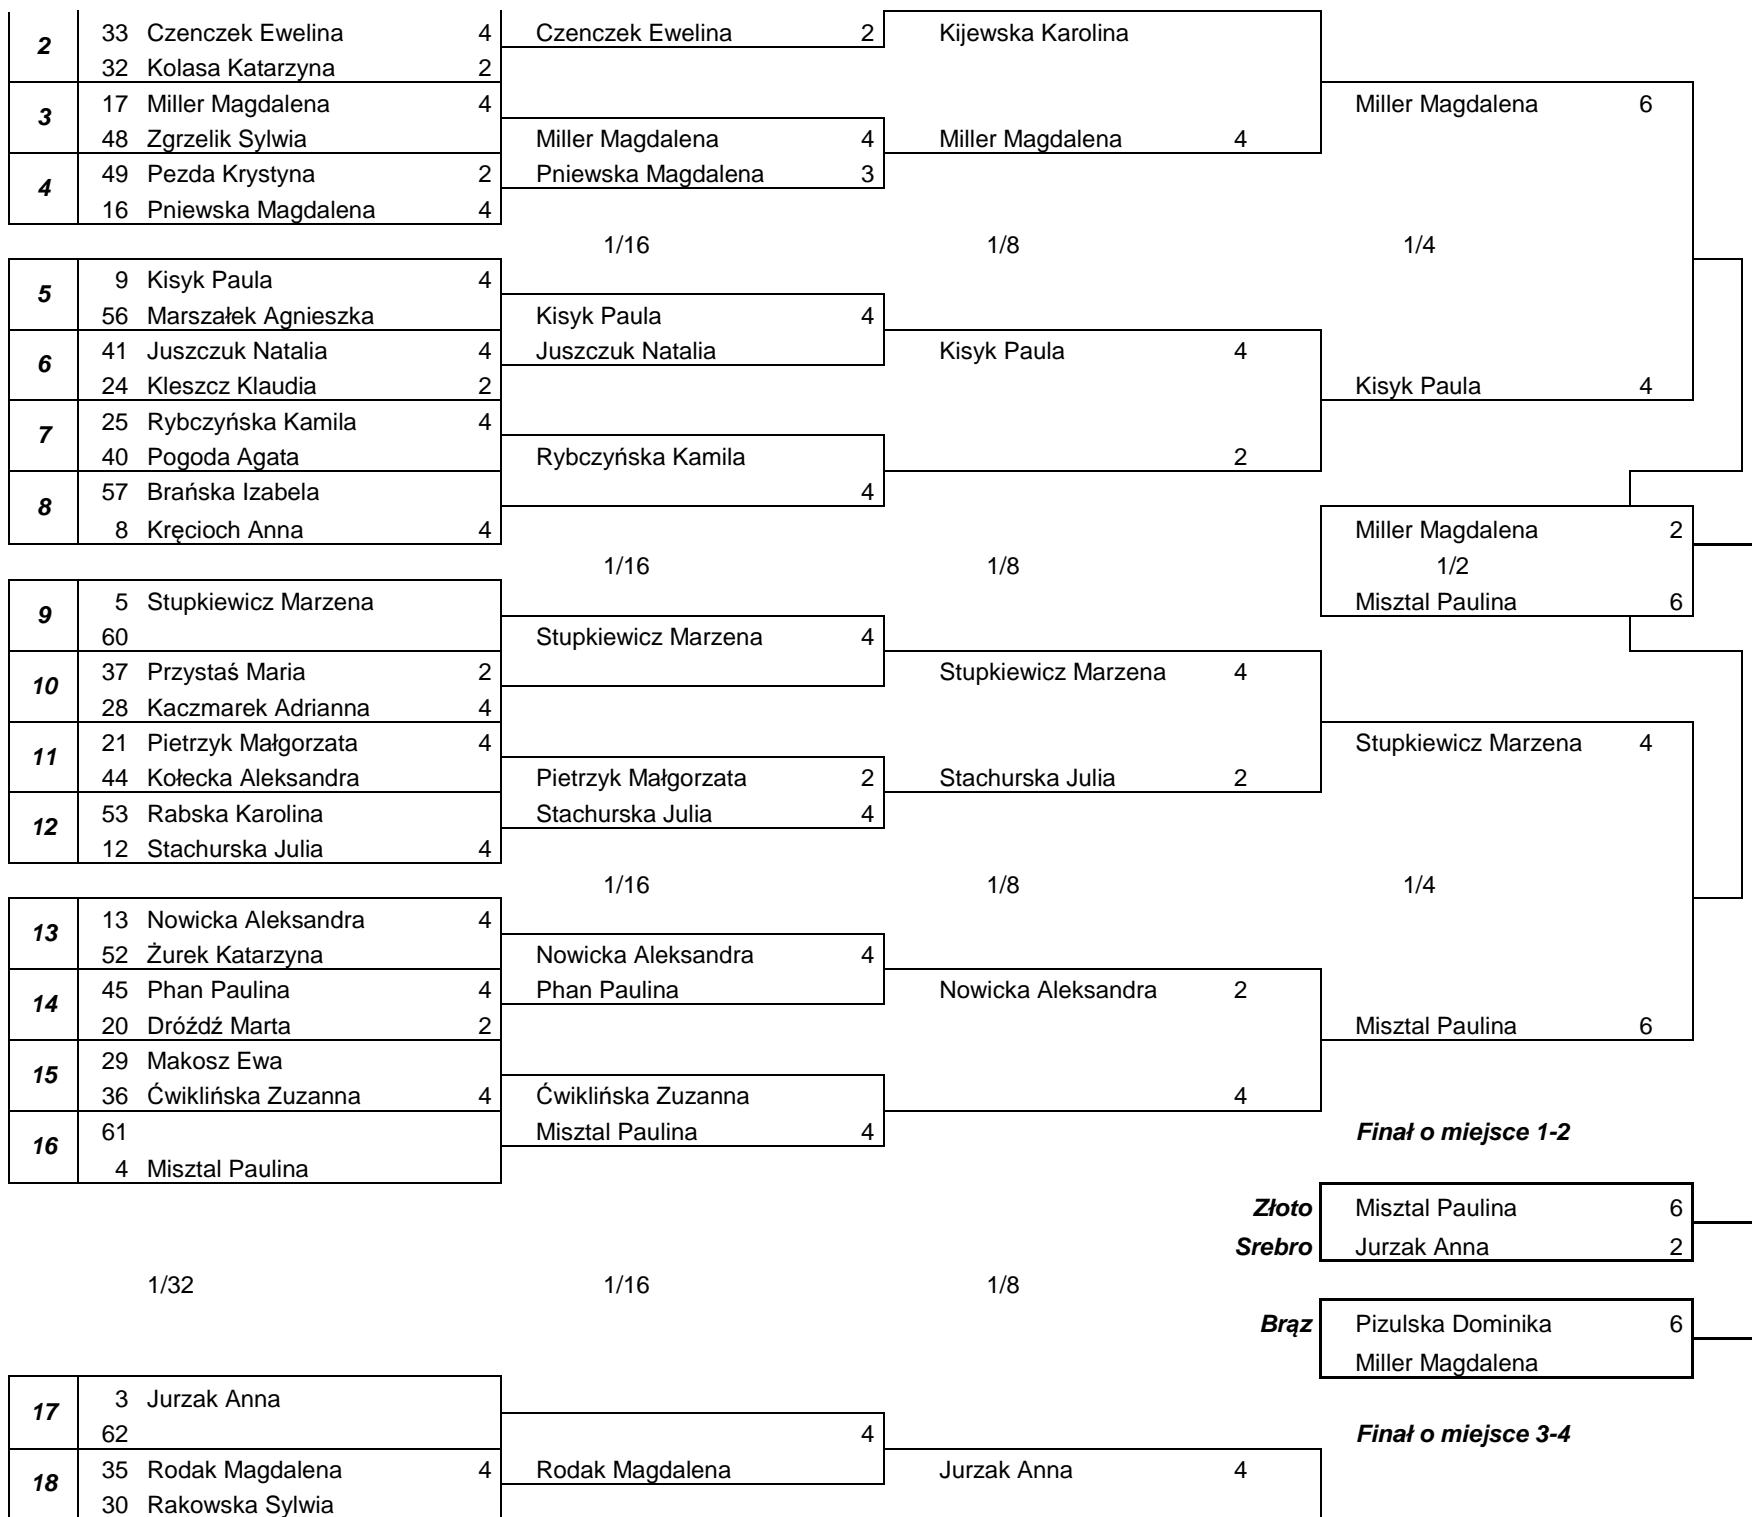 2 33 Czenczek Ewelina 4 Czenczek Ewelina 2 Kijewska Karolina
32 Kolasa Katarzyna 2
3 17 Miller Magdalena 4 Miller Magdalena 6
48 Zgrzelik Sylwia Miller Magdalena 4 Miller Magdalena 4
4 49 Pezda Krystyna 2 Pniewska Magdalena 3
16 Pniewska Magdalena 4
1/16 1/8 1/4
5 9 Kisyk Paula 4
56 Marszałek Agnieszka Kisyk Paula 4
6 41 Juszczuk Natalia 4 Juszczuk Natalia Kisyk Paula 4
24 Kleszcz Klaudia 2 Kisyk Paula 4
7 25 Rybczyńska Kamila 4
40 Pogoda Agata Rybczyńska Kamila 2
8 57 Brańska Izabela 4
8 Kręcioch Anna 4 Miller Magdalena 2
1/16 1/8 1/2
9 5 Stupkiewicz Marzena Misztal Paulina 6
60 Stupkiewicz Marzena 4
10 37 Przystaś Maria 2 Stupkiewicz Marzena 4
28 Kaczmarek Adrianna 4
11 21 Pietrzyk Małgorzata 4 Stupkiewicz Marzena 4
44 Kołecka Aleksandra Pietrzyk Małgorzata 2 Stachurska Julia 2
12 53 Rabska Karolina Stachurska Julia 4
12 Stachurska Julia 4
1/16 1/8 1/4
13 13 Nowicka Aleksandra 4
52 Żurek Katarzyna Nowicka Aleksandra 4
14 45 Phan Paulina 4 Phan Paulina Nowicka Aleksandra 2
20 Dróźdź Marta 2 Misztal Paulina 6
15 29 Makosz Ewa
36 Ćwiklińska Zuzanna 4 Ćwiklińska Zuzanna 4
16 61 Misztal Paulina 4 Finał o miejsce 1-2
4 Misztal Paulina
Złoto Misztal Paulina 6
Srebro Jurzak Anna 2
1/32 1/16 1/8
Brąz Pizulska Dominika 6
Miller Magdalena
17 3 Jurzak Anna
62 4 Finał o miejsce 3-4
18 35 Rodak Magdalena 4 Rodak Magdalena Jurzak Anna 4
30 Rakowska Sylwia